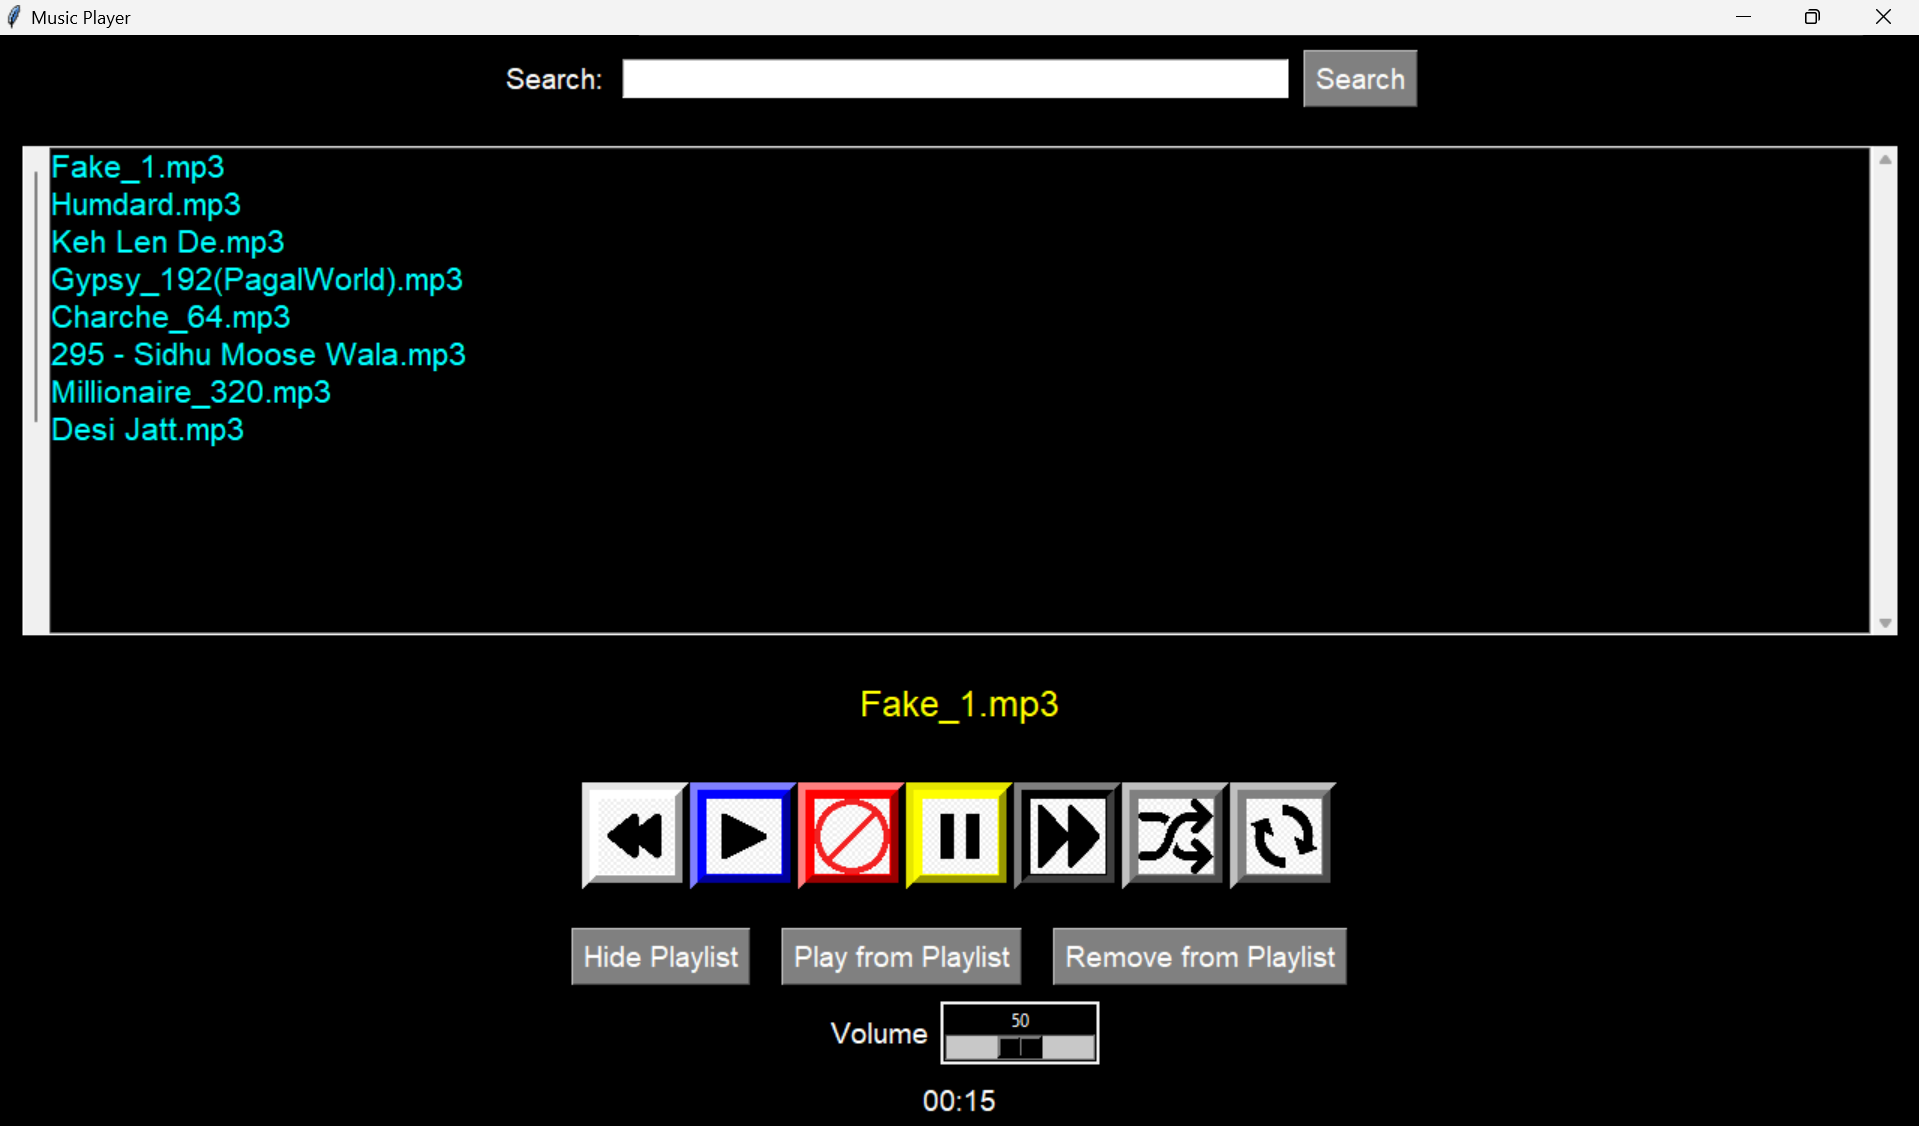 Music Player
Search: Search
Fake_1.mp3
Humdard.mp3
Keh Len De.mp3
Gypsy_192(PagalWorld).mp3
Charche_64.mp3
295 - Sidhu Moose Wala.mp3
Millionaire_320.mp3
Desi Jatt.mp3
Fake_1.mp3
Hide Playlist Play from Playlist Remove from Playlist
50
Volume
00:15